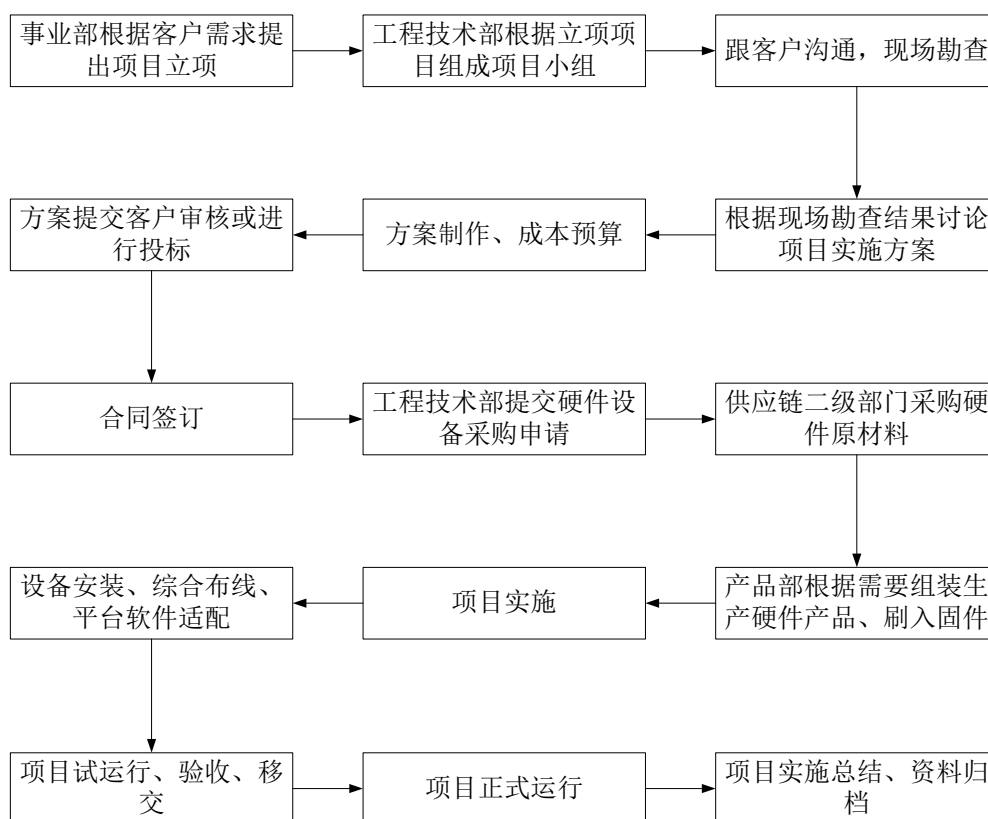 事业部根据客户需求提
出项目立项
工程技术部根据立项项
目组成项目小组
跟客户沟通，现场勘查
根据现场勘查结果讨论
项目实施方案
方案制作、成本预算
方案提交客户审核或进
行投标
合同签订
工程技术部提交硬件设
备采购申请
供应链二级部门采购硬
件原材料
产品部根据需要组装生
产硬件产品、刷入固件
项目实施
设备安装、综合布线、
平台软件适配
项目试运行、验收、移
交
项目正式运行
项目实施总结、资料归
档